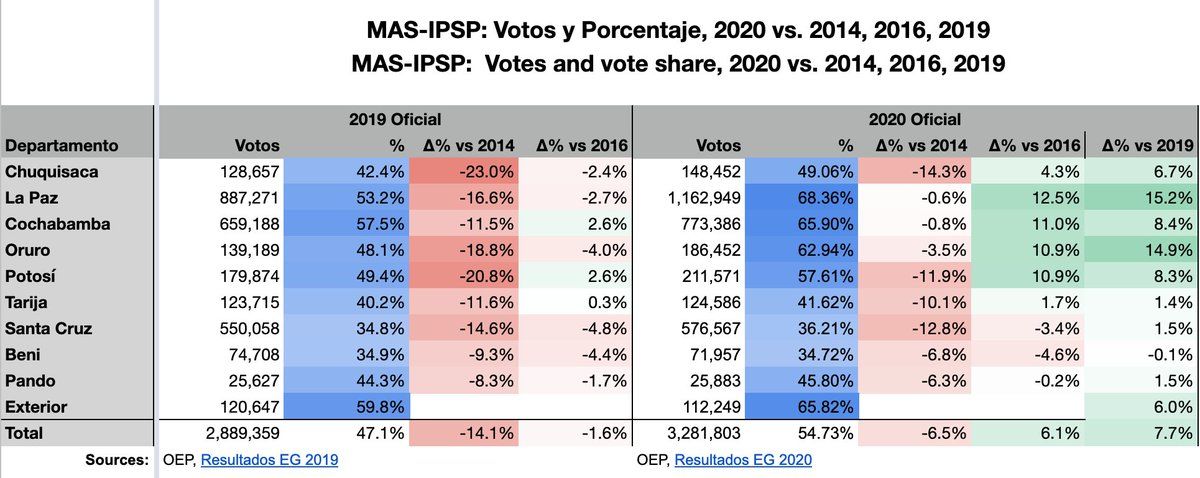 MAS-IPSP: Votos y Porcentaje, 2020 vs. 2014, 2016, 2019
MAS-IPSP: Votes and vote share, 2020 vs. 2014, 2016, 2019
2019 Oficial 2020 Oficial
Departamento Votos % Δ% vs 2014 Δ% vs 2016 Votos % Δ% vs 2014 Δ% vs 2016 Δ% vs 2019
Chuquisaca 128,657 42.4% -23.0% -2.4% 148,452 49.06% -14.3% 4.3% 6.7%
La Paz 887,271 53.2% -16.6% -2.7% 1,162,949 68.36% -0.6% 12.5% 15.2%
Cochabamba 659,188 57.5% -11.5% 2.6% 773,386 65.90% -0.8% 11.0% 8.4%
Oruro 139,189 48.1% -18.8% -4.0% 186,452 62.94% -3.5% 10.9% 14.9%
Potosí 179,874 49.4% -20.8% 2.6% 211,571 57.61% -11.9% 10.9% 8.3%
Tarija 123,715 40.2% -11.6% 0.3% 124,586 41.62% -10.1% 1.7% 1.4%
Santa Cruz 550,058 34.8% -14.6% -4.8% 576,567 36.21% -12.8% -3.4% 1.5%
Beni 74,708 34.9% -9.3% -4.4% 71,957 34.72% -6.8% -4.6% -0.1%
Pando 25,627 44.3% -8.3% -1.7% 25,883 45.80% -6.3% -0.2% 1.5%
Exterior 120,647 59.8% 112,249 65.82% 6.0%
Total 2,889,359 47.1% -14.1% -1.6% 3,281,803 54.73% -6.5% 6.1% 7.7%
Sources: OEP, Resultados EG 2019 OEP, Resultados EG 2020